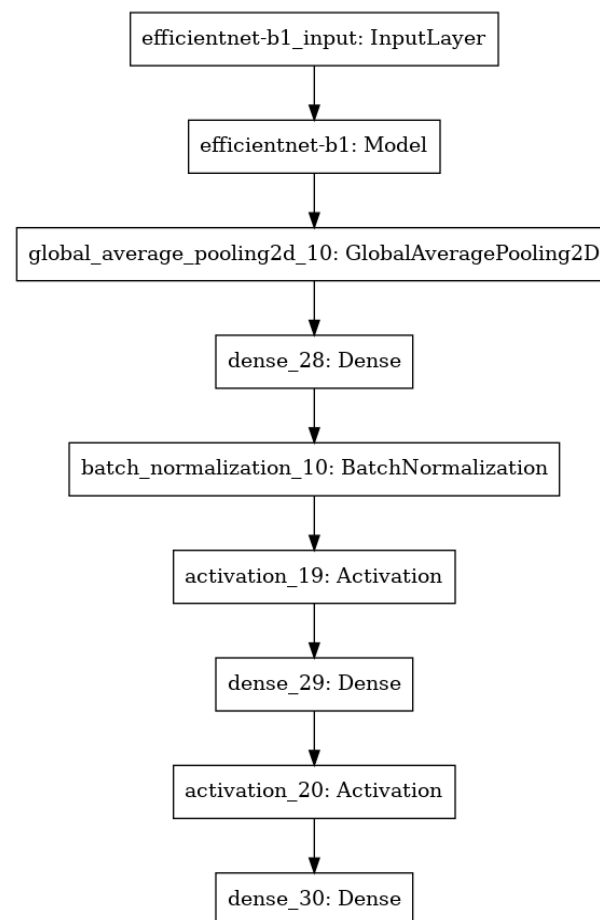 efficientnet-b1_input: InputLayer
efficientnet-b1: Model
global_average_pooling2d_10: GlobalAveragePooling2D
dense_28: Dense
batch_normalization_10: BatchNormalization
activation_19: Activation
dense_29: Dense
activation_20: Activation
dense_30: Dense